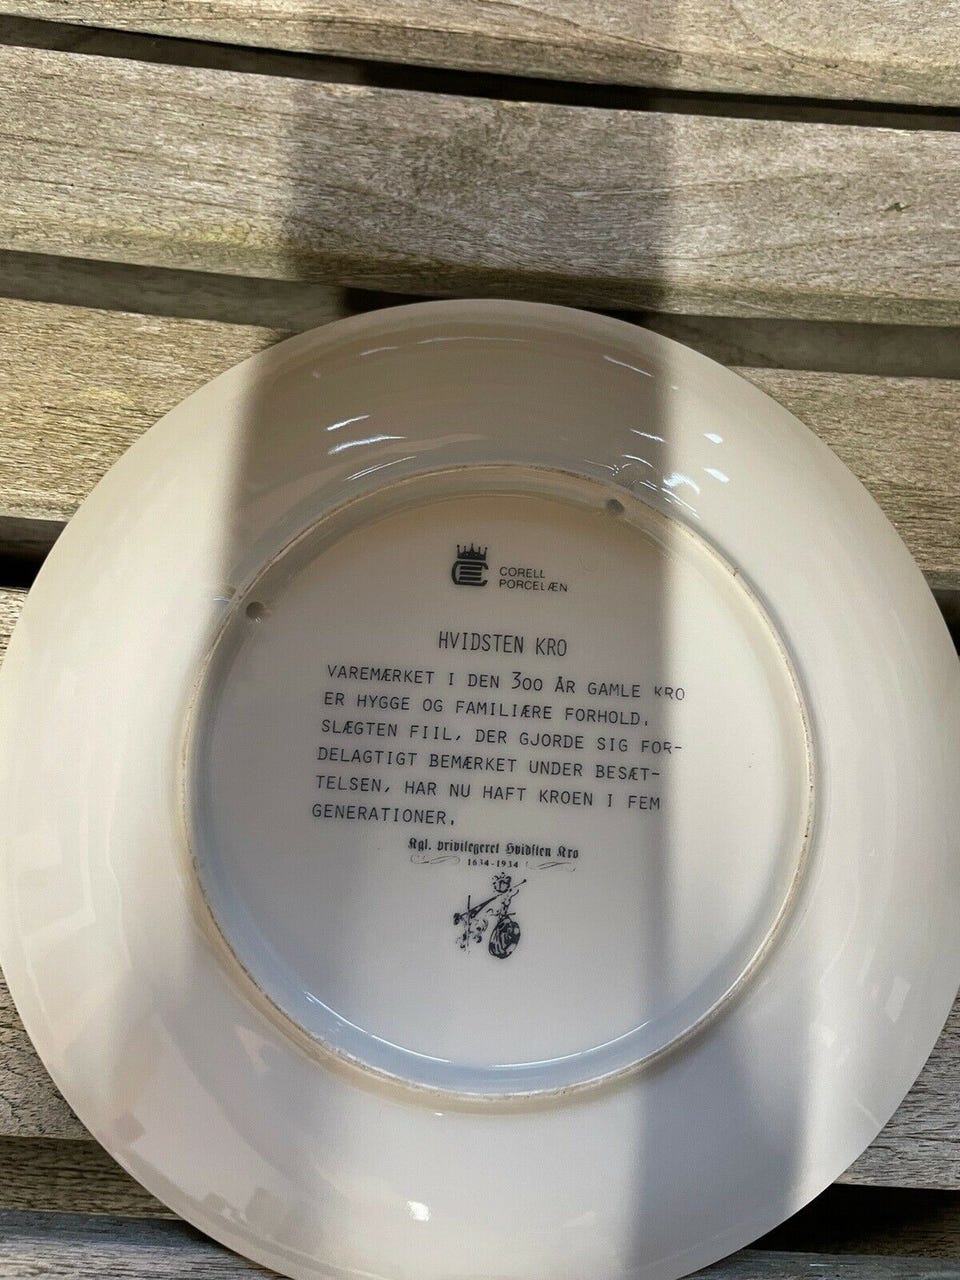 CORELL
PORCELÆN
HVIDSTEN KRO
VAREMÆRKET I DEN 300 ÅR GAMLE KRO
ER HYGGE OG FAMILIÆRE FORHOLD.
SLÆGTEN FIIL, DER GJORDE SIG FOR-
DELAGTIGT BEMÆRKET UNDER BESÆT-
TELSEN, HAR NU HAFT KROEN I FEM
GENERATIONER.
Kgl. privilegeret Hvidsten Kro
1634-1934